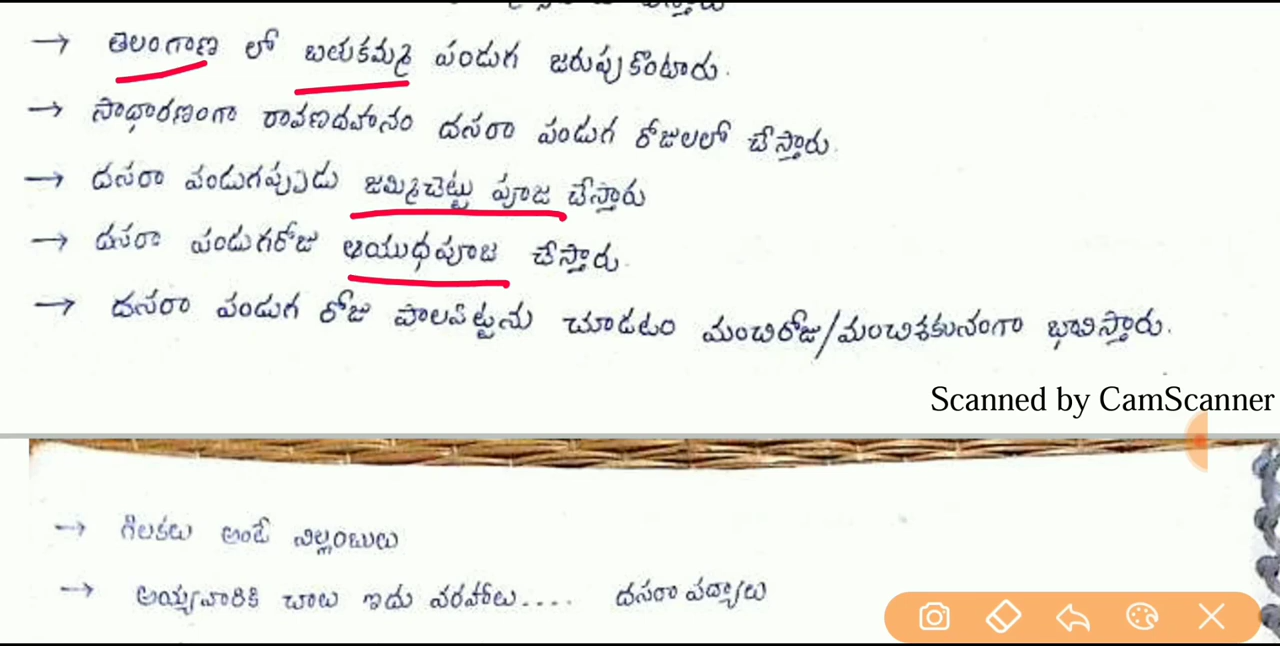 → తెలంగాణ లో బతుకమ్మ పండుగ జరుపుకొంటారు.
→ సాధారణంగా రావణదహనం దసరా పండుగ రోజులలో చేస్తారు.
→ దసరా పండుగప్పుడు జమ్మిచెట్టు పూజ చేస్తారు
→ దసరా పండుగరోజు ఆయుధపూజ చేస్తారు.
→ దసరా పండుగ రోజు పాలపిట్టను చూడటం మంచిరోజు/మంచిశకునంగా భావిస్తారు.
Scanned by CamScanner
→ గిలకలు అంటే విల్లంబులు
→ అయ్యవారికి చాలు ఇదు వరహాలు.... దసరా పద్యాలు